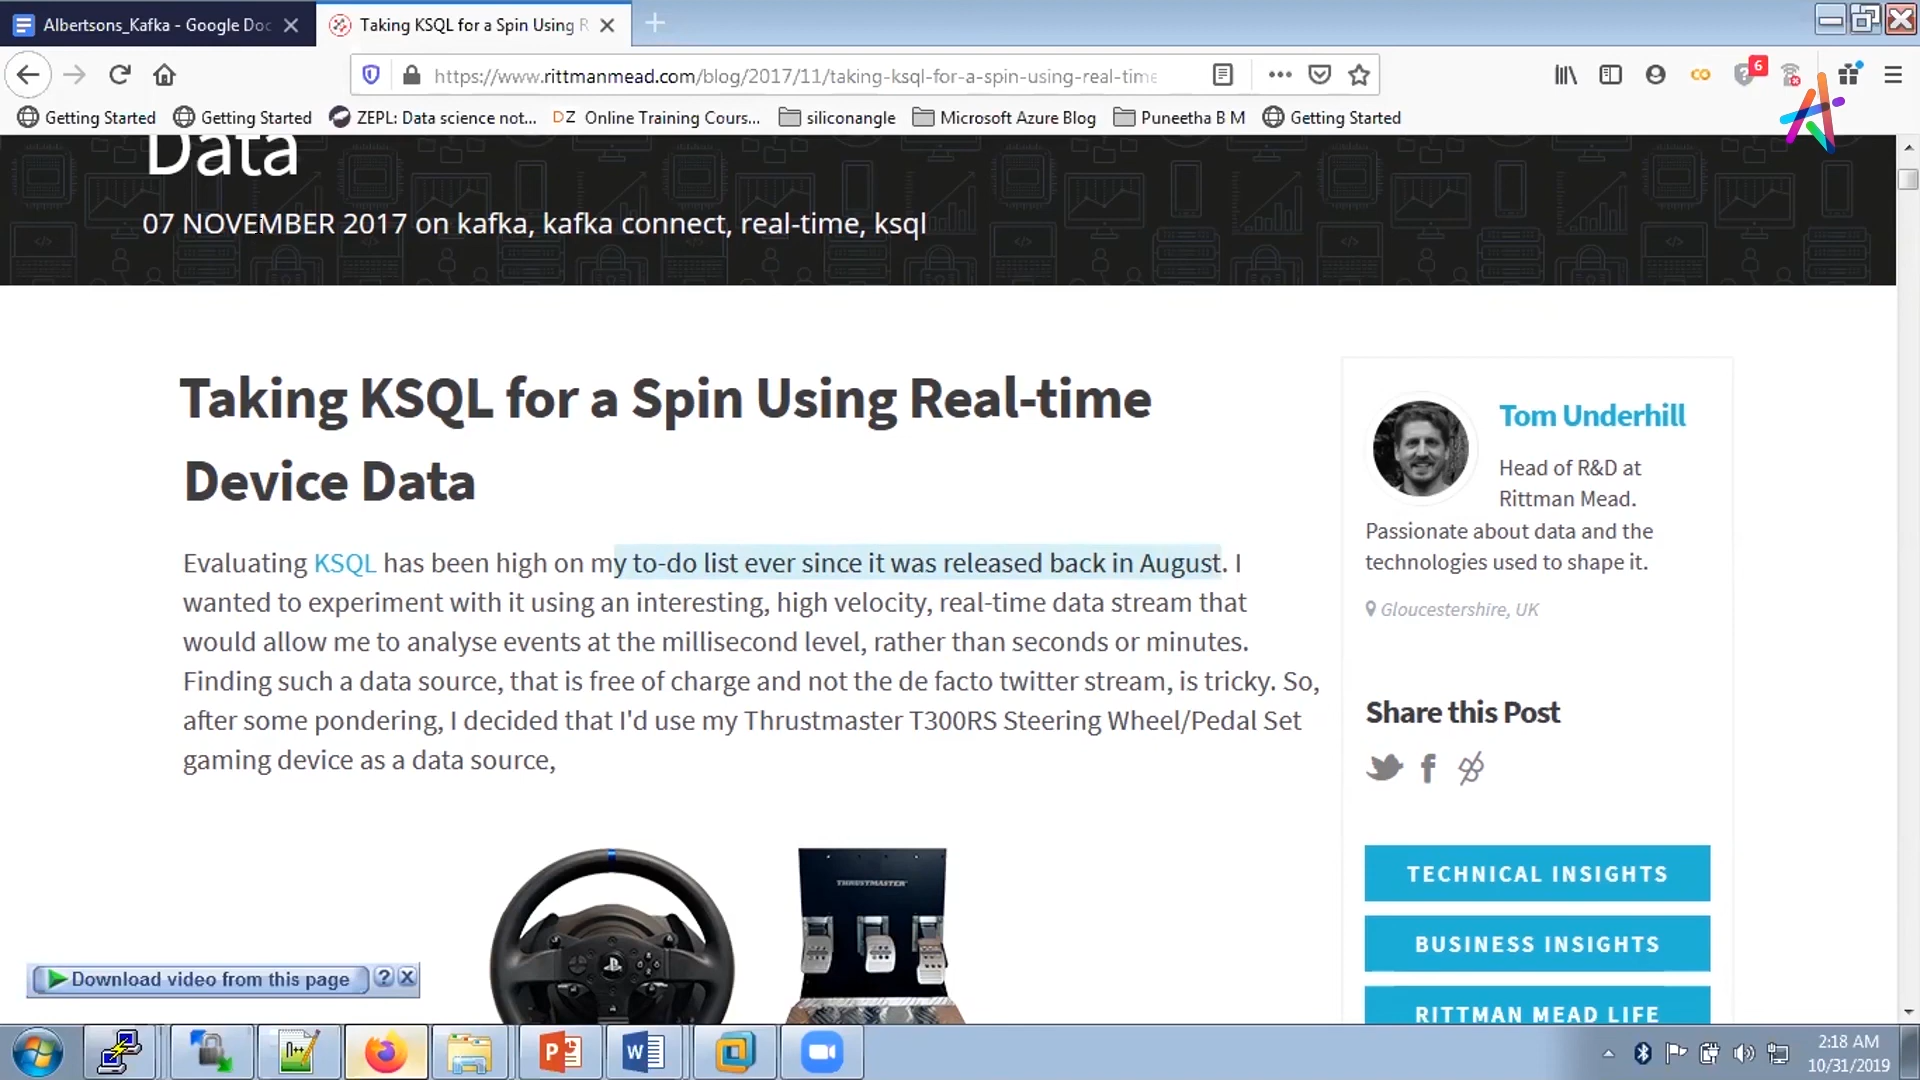 Albertsons_Kafka - Google Doc
Taking KSQL for a Spin Using R
https://www.rittmanmead.com/blog/2017/11/taking-ksql-for-a-spin-using-real-time
6
Getting Started
Getting Started
ZEPL: Data science not...
DZ Online Training Cours...
siliconangle
Microsoft Azure Blog
Puneetha B M
Getting Started
Data
07 NOVEMBER 2017 on kafka, kafka connect, real-time, ksql
Taking KSQL for a Spin Using Real-time
Device Data
Evaluating KSQL has been high on my to-do list ever since it was released back in August. I
wanted to experiment with it using an interesting, high velocity, real-time data stream that
would allow me to analyse events at the millisecond level, rather than seconds or minutes.
Finding such a data source, that is free of charge and not the de facto twitter stream, is tricky. So,
after some pondering, I decided that I'd use my Thrustmaster T300RS Steering Wheel/Pedal Set
gaming device as a data source,
THRUSTMASTER
Tom Underhill
Head of R&D at
Rittman Mead.
Passionate about data and the
technologies used to shape it.
Gloucestershire, UK
Share this Post
TECHNICAL INSIGHTS
BUSINESS INSIGHTS
RITTMAN MEAD LIFE
Download video from this page
2:18 AM
10/31/2019